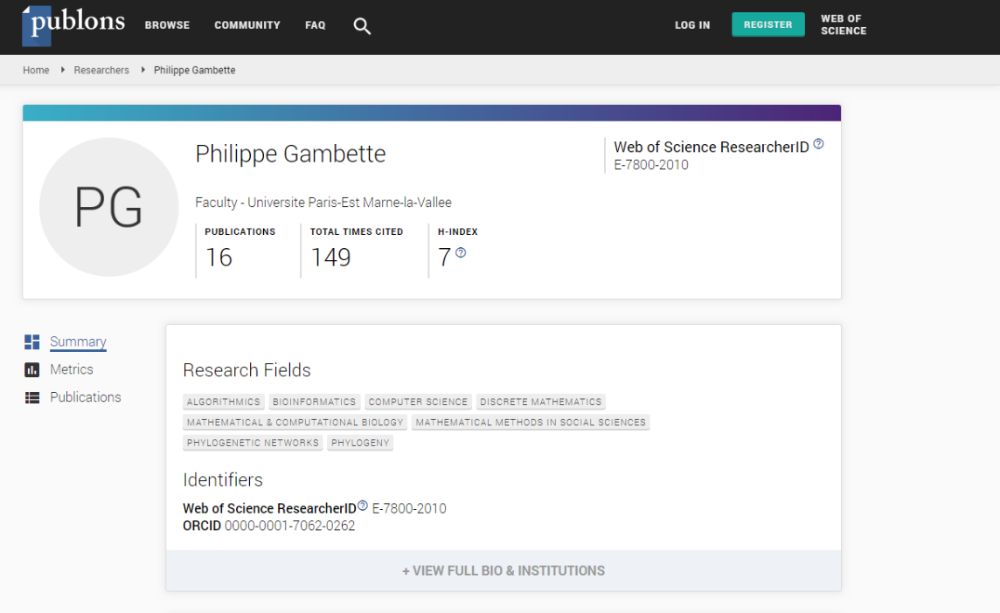 publons BROWSE COMMUNITY FAQ LOG IN REGISTER WEB OF SCIENCE
Home Researchers Philippe Gambette
PG
Philippe Gambette
Web of Science ResearcherID ?
E-7800-2010
Faculty - Universite Paris-Est Marne-la-Vallee
PUBLICATIONS TOTAL TIMES CITED H-INDEX
16 149 7 ?
Summary
Metrics
Publications
Research Fields
ALGORITHMICS BIOINFORMATICS COMPUTER SCIENCE DISCRETE MATHEMATICS
MATHEMATICAL & COMPUTATIONAL BIOLOGY MATHEMATICAL METHODS IN SOCIAL SCIENCES
PHYLOGENETIC NETWORKS PHYLOGENY
Identifiers
Web of Science ResearcherID ? E-7800-2010
ORCID 0000-0001-7062-0262
+ VIEW FULL BIO & INSTITUTIONS